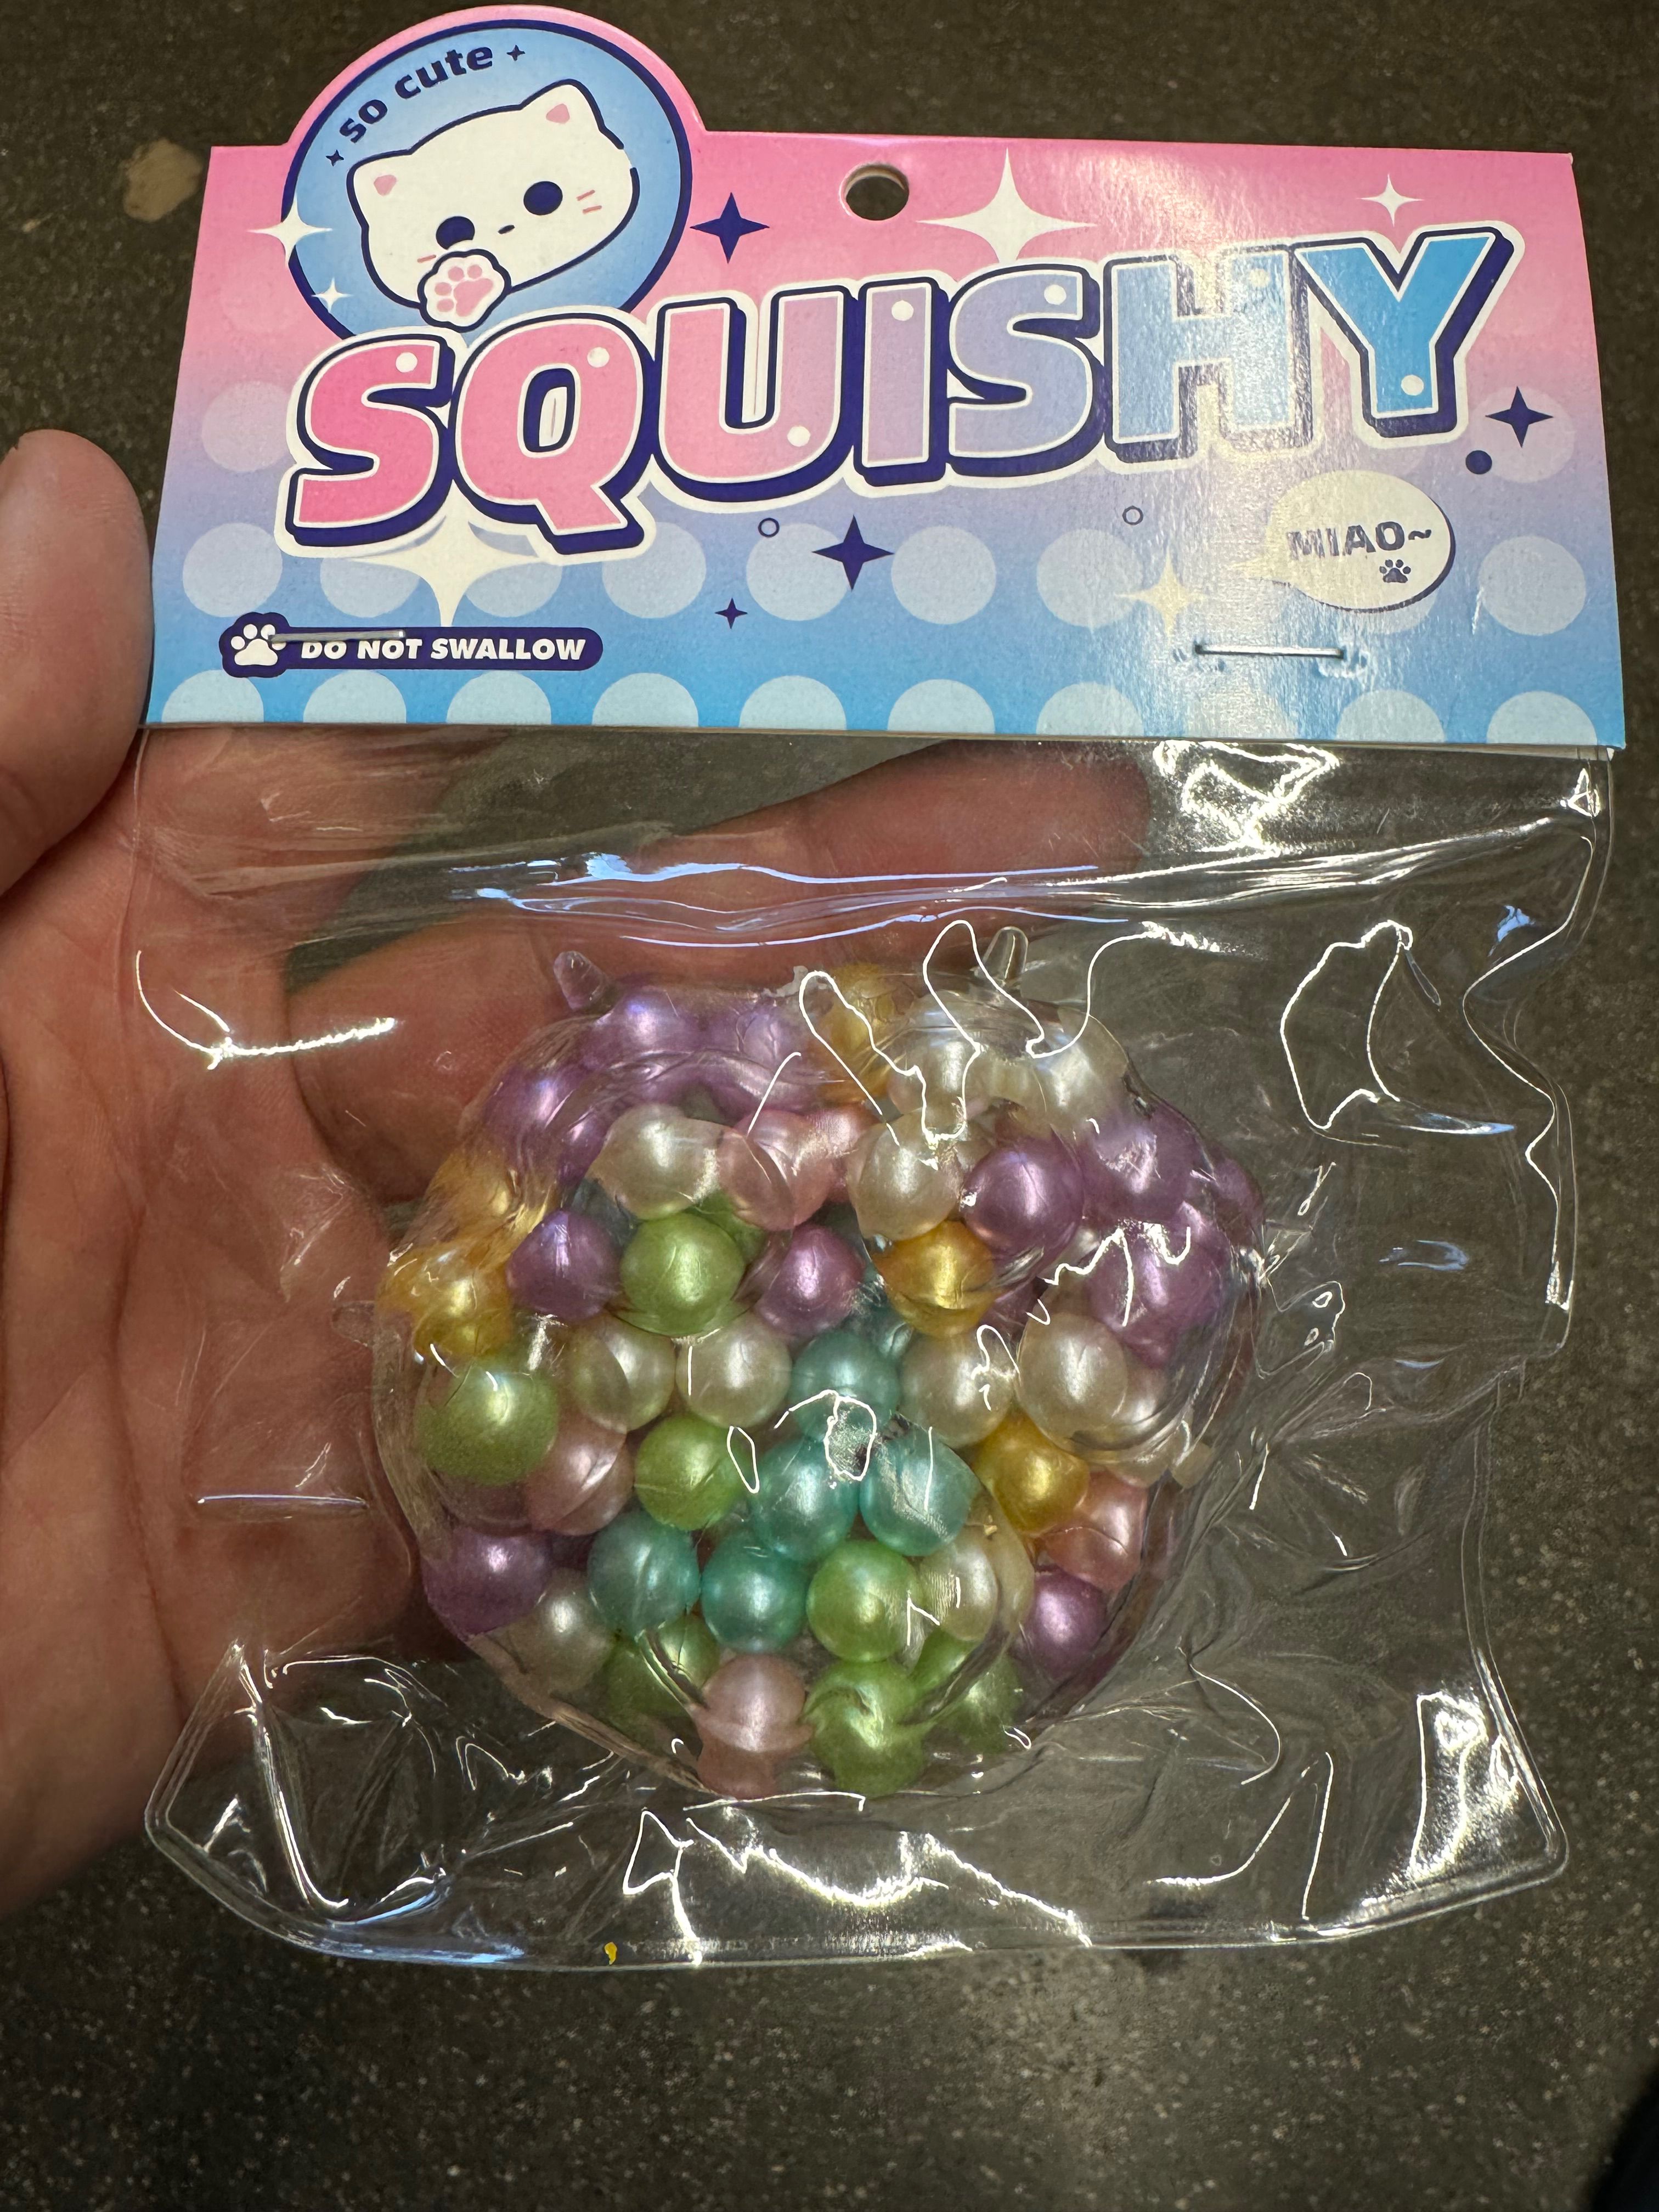 so cute
SQUISHY
MIAO~
DO NOT SWALLOW